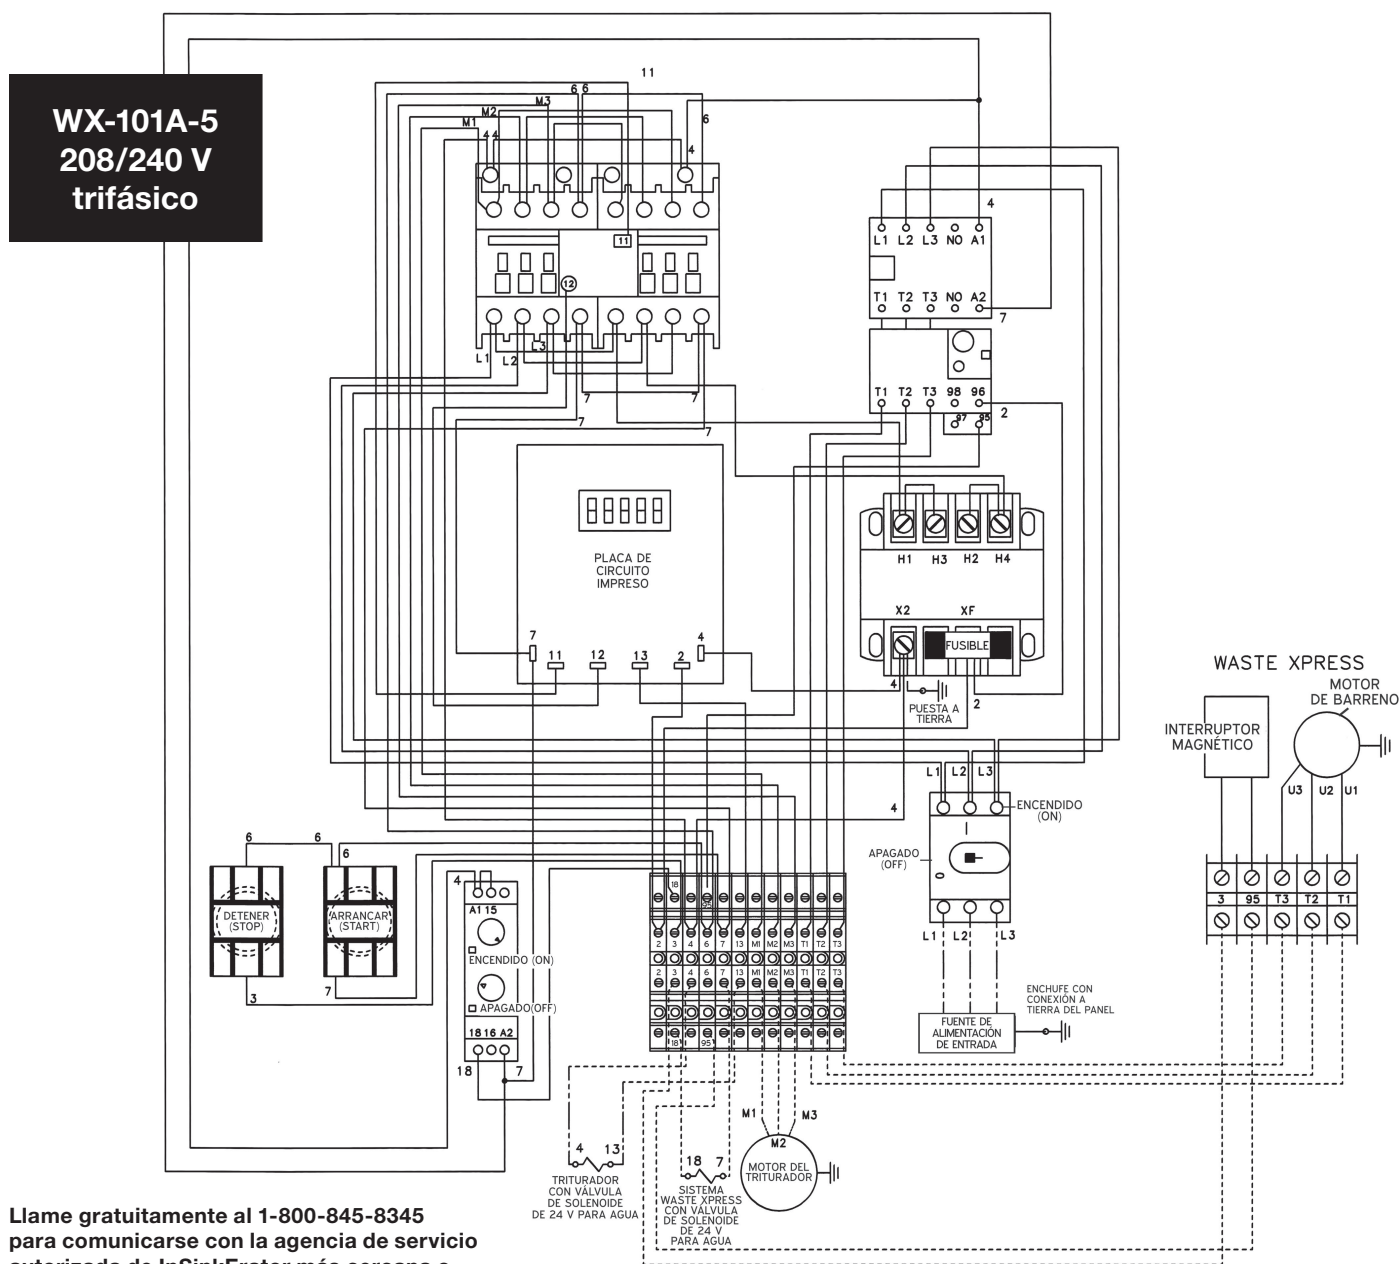 WX-101A-5
208/240 V
trifásico
11
6 6
M3
M2
M1
4 4
6
4
11
12
L1
L2
L3
7
7
7
7
4
L1 L2 L3 NO A1
T1 T2 T3 NO A2
7
T1 T2 T3 98 96
97 95
2
PLACA DE
CIRCUITO
IMPRESO
7
11
12
13
2
4
H1 H3 H2 H4
X2 XF
FUSIBLE
4
PUESTA A
TIERRA
2
WASTE XPRESS
MOTOR
DE BARRENO
INTERRUPTOR
MAGNÉTICO
U3 U2 U1
L1 L2 L3
4
ENCENDIDO
(ON)
APAGADO
(OFF)
L1 L2 L3
3 95 T3 T2 T1
6
6
6
DETENER
(STOP)
ARRANCAR
(START)
3
7
4
A1 15
ENCENDIDO (ON)
APAGADO(OFF)
18 16 A2
18
7
18
95
2 3 4 6 7 13 M1 M2 M3 T1 T2 T3
2 3 4 6 7 13 M1 M2 M3 T1 T2 T3
18 95
ENCHUFE CON
CONEXIÓN A
TIERRA DEL PANEL
FUENTE DE
ALIMENTACIÓN
DE ENTRADA
M1
M2
M3
MOTOR DEL
TRITURADOR
4 13
TRITURADOR
CON VÁLVULA
DE SOLENOIDE
DE 24 V PARA AGUA
18 7
SISTEMA
WASTE XPRESS
CON VÁLVULA
DE SOLENOIDE
DE 24 V
PARA AGUA
Llame gratuitamente al 1-800-845-8345
para comunicarse con la agencia de servicio
autorizada de InSinkErator más cercana o